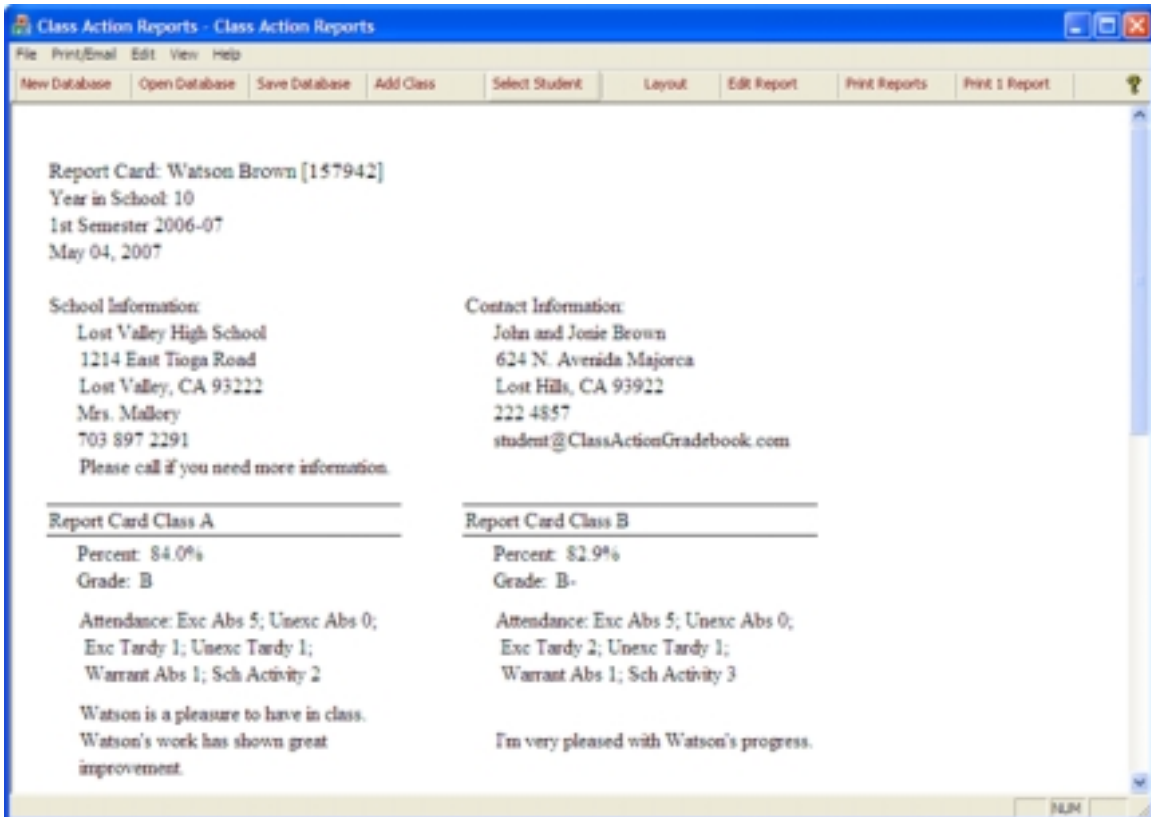 Class Action Reports - Class Action Reports
File Print/Email Edit View Help
New Database Open Database Save Database Add Class Select Student Layout Edit Report Print Reports Print 1 Report
Report Card: Watson Brown [157942]
Year in School: 10
1st Semester 2006-07
May 04, 2007
School Information:
Lost Valley High School
1214 East Tioga Road
Lost Valley, CA 93222
Mrs. Mallory
703 897 2291
Please call if you need more information.
Contact Information:
John and Jonie Brown
624 N. Avenida Majorca
Lost Hills, CA 93922
222 4857
student@ClassActionGradebook.com
Report Card Class A
Percent: 84.0%
Grade: B
Attendance: Exc Abs 5; Unexc Abs 0;
Exc Tardy 1; Unexc Tardy 1;
Warrant Abs 1; Sch Activity 2
Watson is a pleasure to have in class.
Watson's work has shown great
improvement.
Report Card Class B
Percent: 82.9%
Grade: B-
Attendance: Exc Abs 5; Unexc Abs 0;
Exc Tardy 2; Unexc Tardy 1;
Warrant Abs 1; Sch Activity 3
I'm very pleased with Watson's progress.
NUM